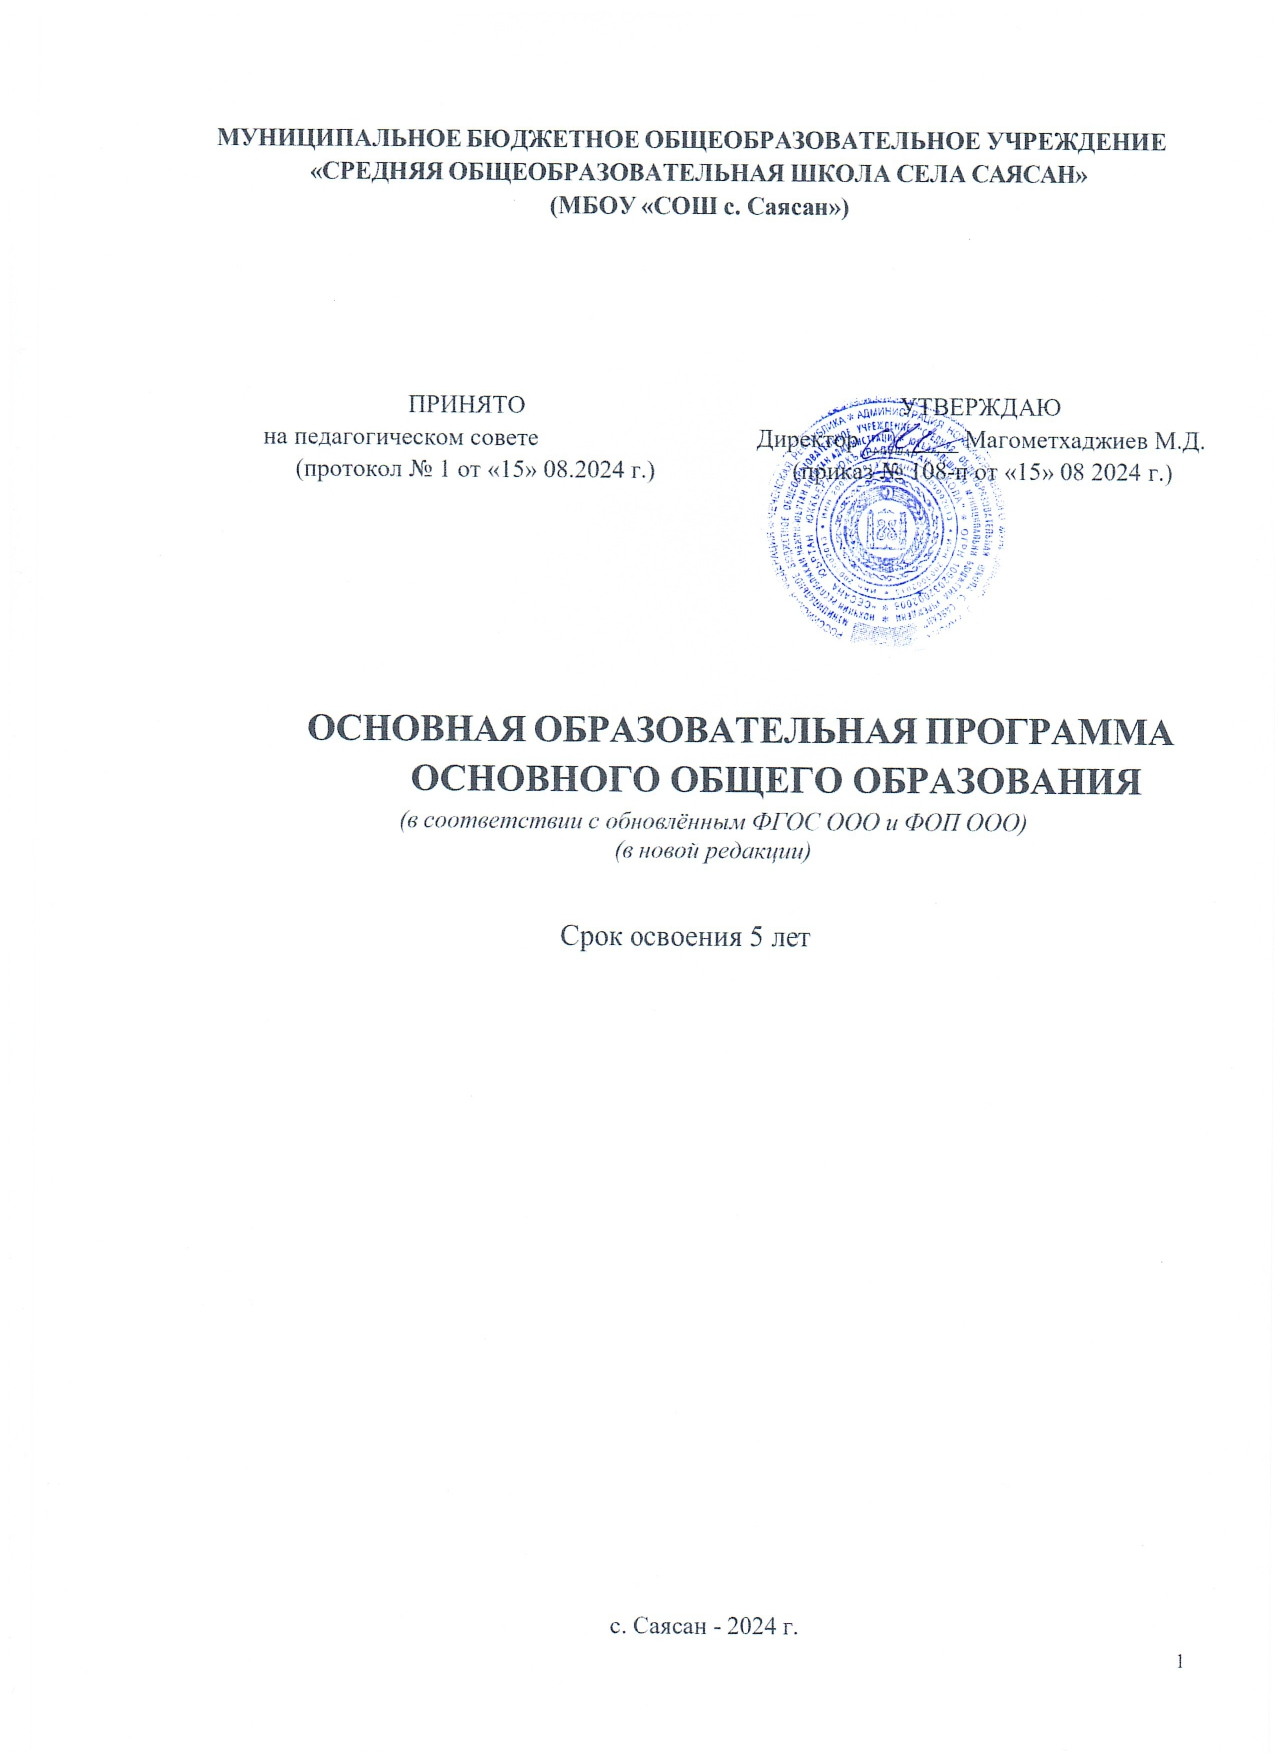 МУНИЦИПАЛЬНОЕ БЮДЖЕТНОЕ ОБЩЕОБРАЗОВАТЕЛЬНОЕ УЧРЕЖДЕНИЕ
«СРЕДНЯЯ ОБЩЕОБРАЗОВАТЕЛЬНАЯ ШКОЛА СЕЛА САЯСАН»
(МБОУ «СОШ с. Саясан»)
ПРИНЯТО
на педагогическом совете
(протокол № 1 от «15» 08.2024 г.)
УТВЕРЖДАЮ
Директор Магометхаджиев М.Д.
(приказ № 108-п от «15» 08 2024 г.)
ОСНОВНАЯ ОБРАЗОВАТЕЛЬНАЯ ПРОГРАММА
ОСНОВНОГО ОБЩЕГО ОБРАЗОВАНИЯ
(в соответствии с обновлённым ФГОС ООО и ФОП ООО)
(в новой редакции)
Срок освоения 5 лет
с. Саясан - 2024 г.
1